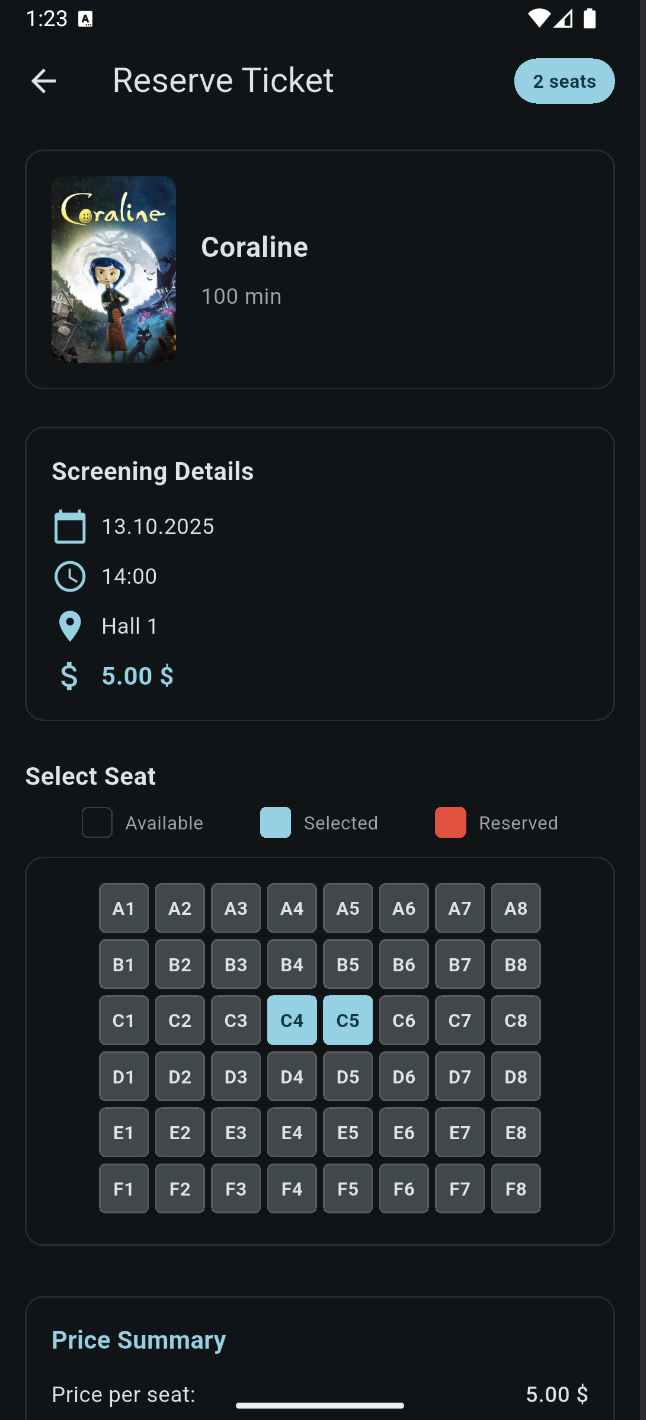 1:23 A
Reserve Ticket 2 seats
Coraline
Coraline
100 min
Screening Details
13.10.2025
14:00
Hall 1
$ 5.00 $
Select Seat
Available Selected Reserved
A1 A2 A3 A4 A5 A6 A7 A8
B1 B2 B3 B4 B5 B6 B7 B8
C1 C2 C3 C4 C5 C6 C7 C8
D1 D2 D3 D4 D5 D6 D7 D8
E1 E2 E3 E4 E5 E6 E7 E8
F1 F2 F3 F4 F5 F6 F7 F8
Price Summary
Price per seat: 5.00 $